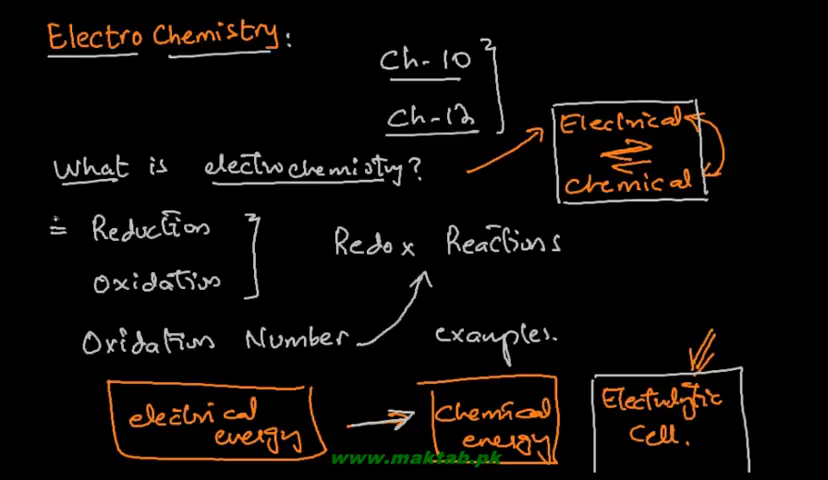 Electro Chemistry:
Ch-10
Ch-12
What is electrochemistry?
Electrical
Chemical
Reduction
Oxidation
Redox Reactions
Oxidation Number
examples.
electrical
energy
Chemical
energy
Electrolytic
Cell.
www.maktab.pk